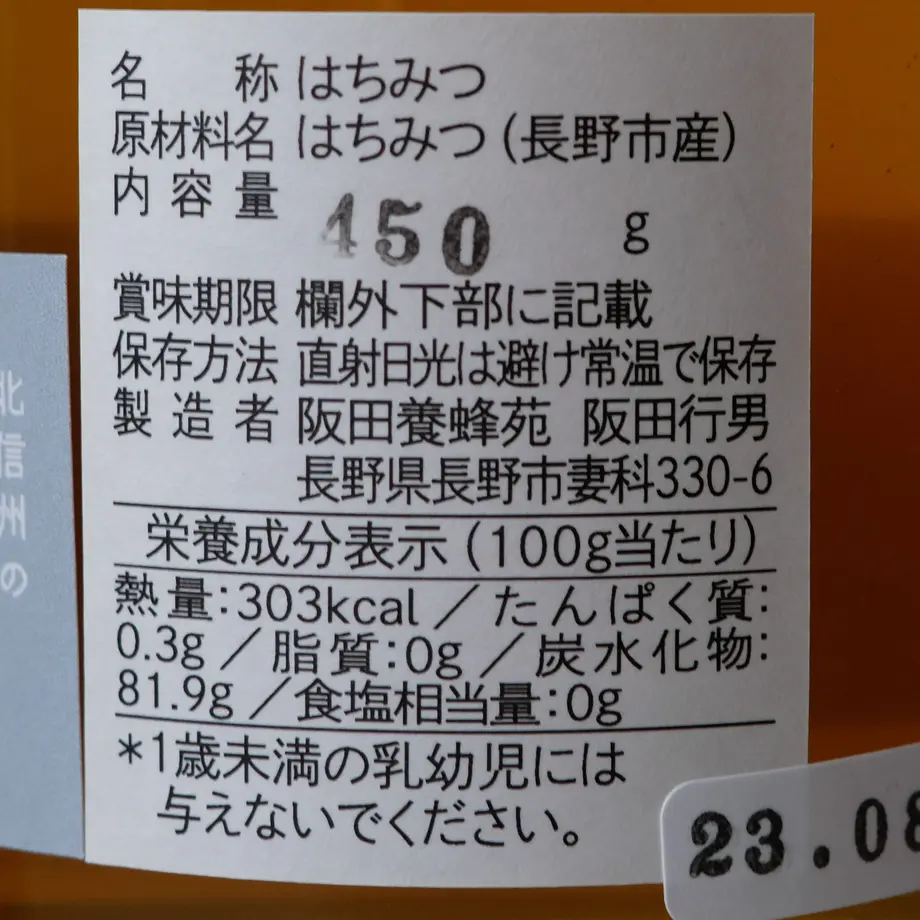 名称 はちみつ
原材料名 はちみつ(長野市産)
内容量 450 g
賞味期限 欄外下部に記載
保存方法 直射日光は避け常温で保存
製造者 阪田養蜂苑 阪田行男
長野県長野市妻科330-6
栄養成分表示(100g当たり)
熱量:303kcal/たんぱく質:
0.3g/脂質:0g/炭水化物:
81.9g/食塩相当量:0g
*1歳未満の乳幼児には
与えないでください。
23.08
北信州の